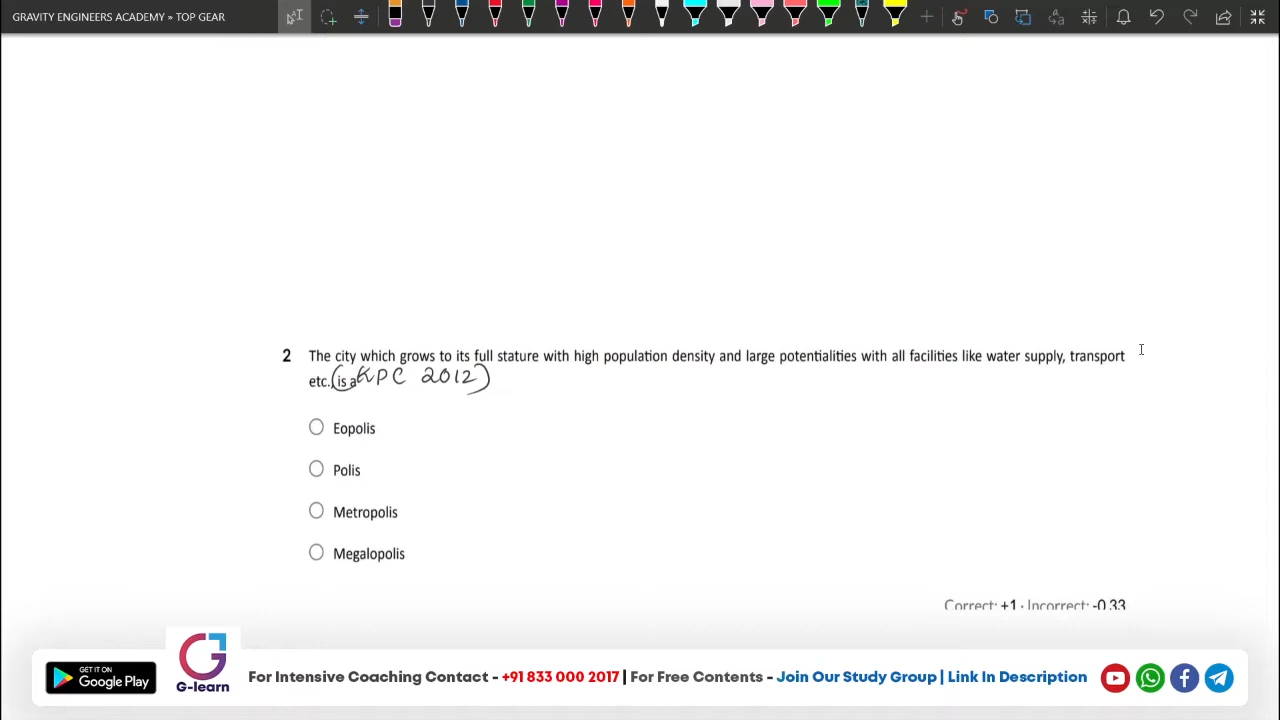 GRAVITY ENGINEERS ACADEMY » TOP GEAR
2 The city which grows to its full stature with high population density and large potentialities with all facilities like water supply, transport
etc., is a (KPC 2012)
Eopolis
Polis
Metropolis
Megalopolis
Correct: +1 · Incorrect: -0.33
GET IT ON
Google Play
G-learn
For Intensive Coaching Contact - +91 833 000 2017 | For Free Contents - Join Our Study Group | Link In Description